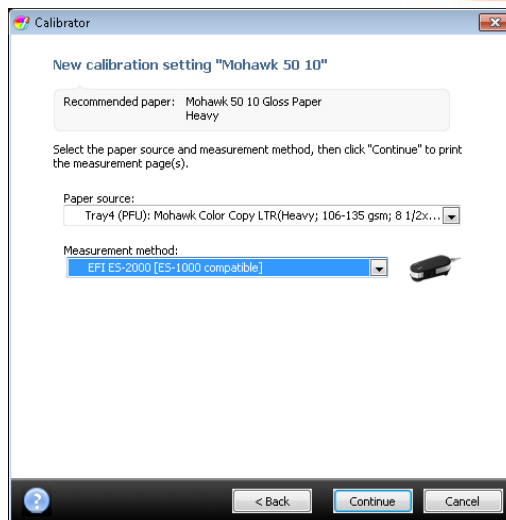 Calibrator
New calibration setting "Mohawk 50 10"
Recommended paper: Mohawk 50 10 Gloss Paper
Heavy
Select the paper source and measurement method, then click "Continue" to print
the measurement page(s).
Paper source:
Tray4 (PFU): Mohawk Color Copy LTR(Heavy; 106-135 gsm; 8 1/2x...
Measurement method:
EFI ES-2000 [ES-1000 compatible]
?
< Back
Continue
Cancel